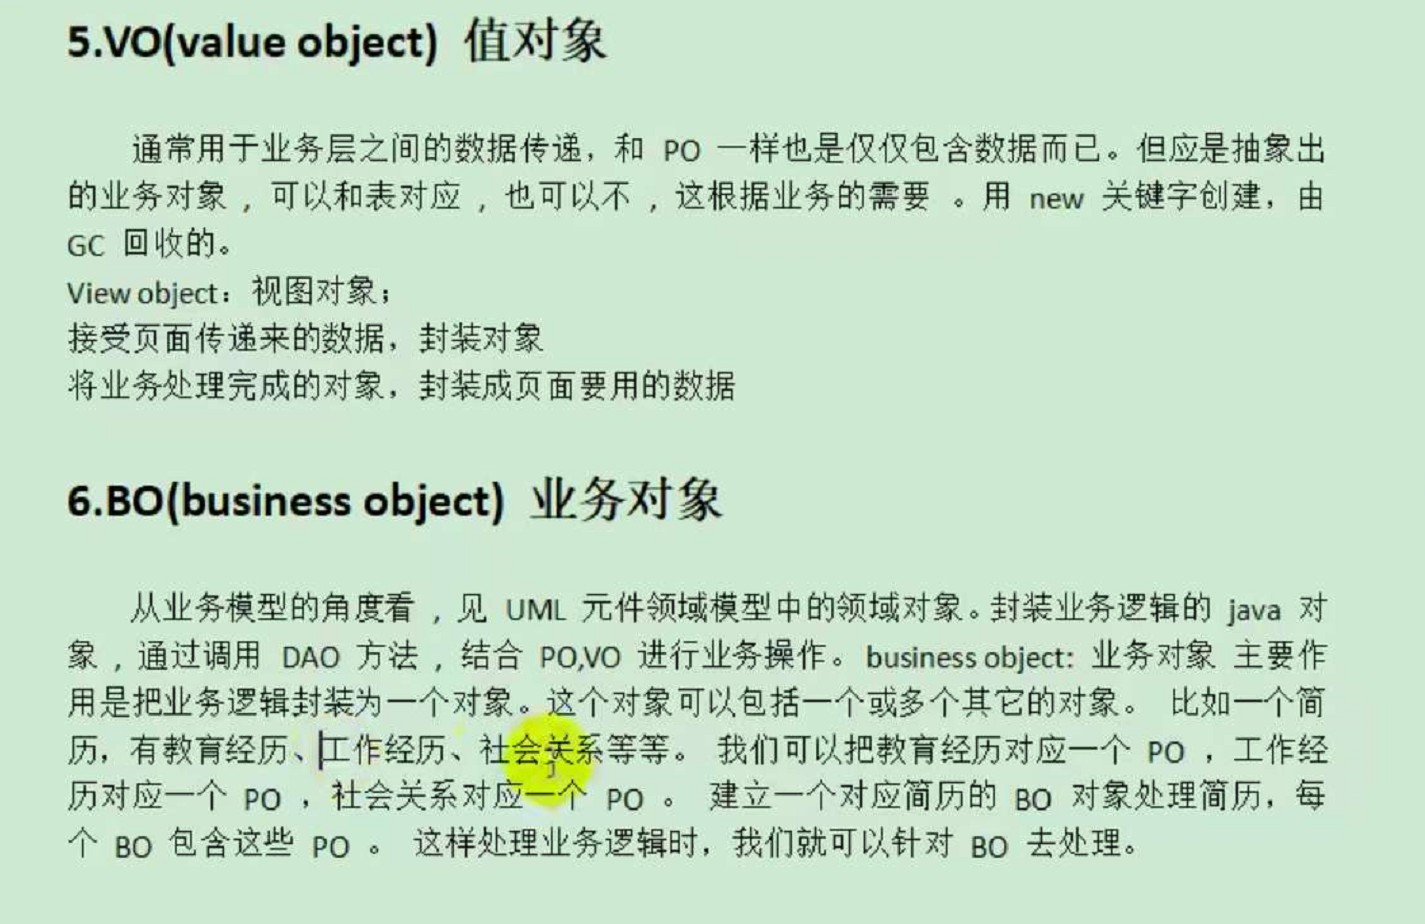 5.VO(value object) 值对象
通常用于业务层之间的数据传递，和 PO 一样也是仅仅包含数据而已。但应是抽象出
的业务对象 , 可以和表对应 , 也可以不 , 这根据业务的需要 。用 new 关键字创建，由
GC 回收的。
View object：视图对象；
接受页面传递来的数据，封装对象
将业务处理完成的对象，封装成页面要用的数据
6.BO(business object) 业务对象
从业务模型的角度看 , 见 UML 元件领域模型中的领域对象。封装业务逻辑的 java 对
象 , 通过调用 DAO 方法 , 结合 PO,VO 进行业务操作。business object: 业务对象 主要作
用是把业务逻辑封装为一个对象。这个对象可以包括一个或多个其它的对象。 比如一个简
历，有教育经历、工作经历、社会关系等等。 我们可以把教育经历对应一个 PO ，工作经
历对应一个 PO ，社会关系对应一个 PO 。 建立一个对应简历的 BO 对象处理简历，每
个 BO 包含这些 PO 。 这样处理业务逻辑时，我们就可以针对 BO 去处理。